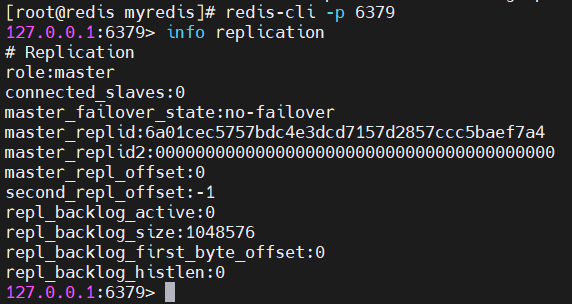 [root@redis myredis]# redis-cli -p 6379
127.0.0.1:6379> info replication
# Replication
role:master
connected_slaves:0
master_failover_state:no-failover
master_replid:6a01cec5757bdc4e3dcd7157d2857ccc5baef7a4
master_replid2:0000000000000000000000000000000000000000
master_repl_offset:0
second_repl_offset:-1
repl_backlog_active:0
repl_backlog_size:1048576
repl_backlog_first_byte_offset:0
repl_backlog_histlen:0
127.0.0.1:6379>